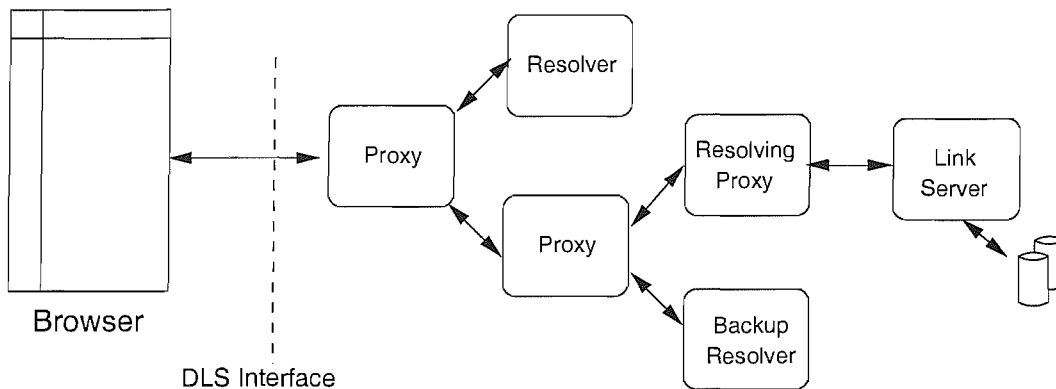 Resolver
Proxy
Resolving
Proxy
Link
Server
Proxy
Browser
Backup
Resolver
DLS Interface